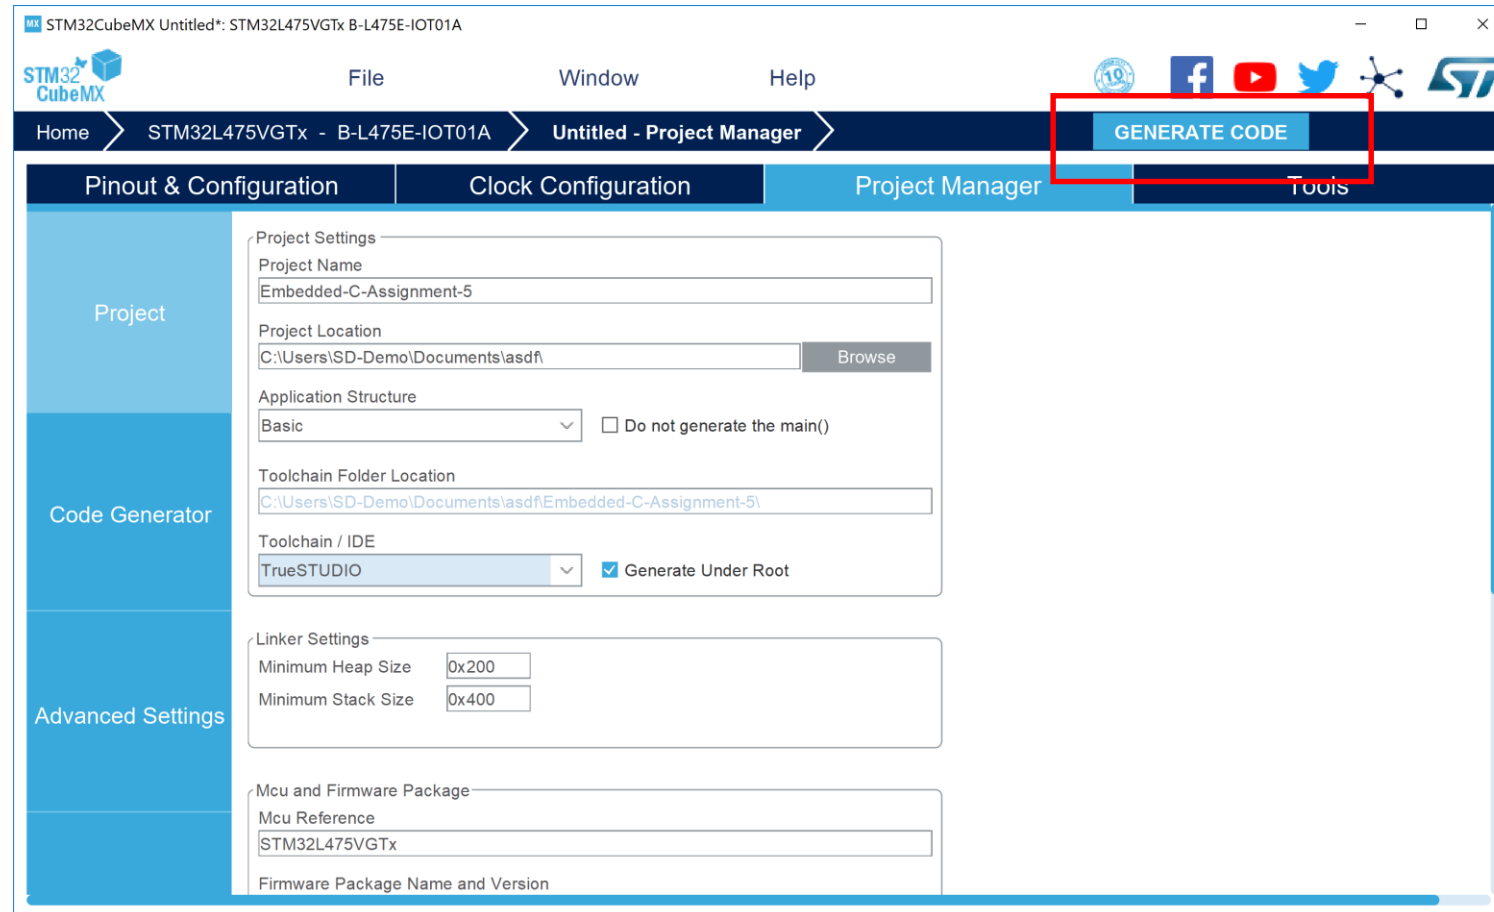 MX STM32CubeMX Untitled*: STM32L475VGTx B-L475E-IOT01A
STM32
CubeMX
File Window Help
10
f
ST
Home STM32L475VGTx - B-L475E-IOT01A Untitled - Project Manager GENERATE CODE
Pinout & Configuration Clock Configuration Project Manager Tools
Project
Code Generator
Advanced Settings
Project Settings
Project Name
Embedded-C-Assignment-5
Project Location
C:\Users\SD-Demo\Documents\asdf\ Browse
Application Structure
Basic Do not generate the main()
Toolchain Folder Location
C:\Users\SD-Demo\Documents\asdf\Embedded-C-Assignment-5\
Toolchain / IDE
TrueSTUDIO Generate Under Root
Linker Settings
Minimum Heap Size 0x200
Minimum Stack Size 0x400
Mcu and Firmware Package
Mcu Reference
STM32L475VGTx
Firmware Package Name and Version